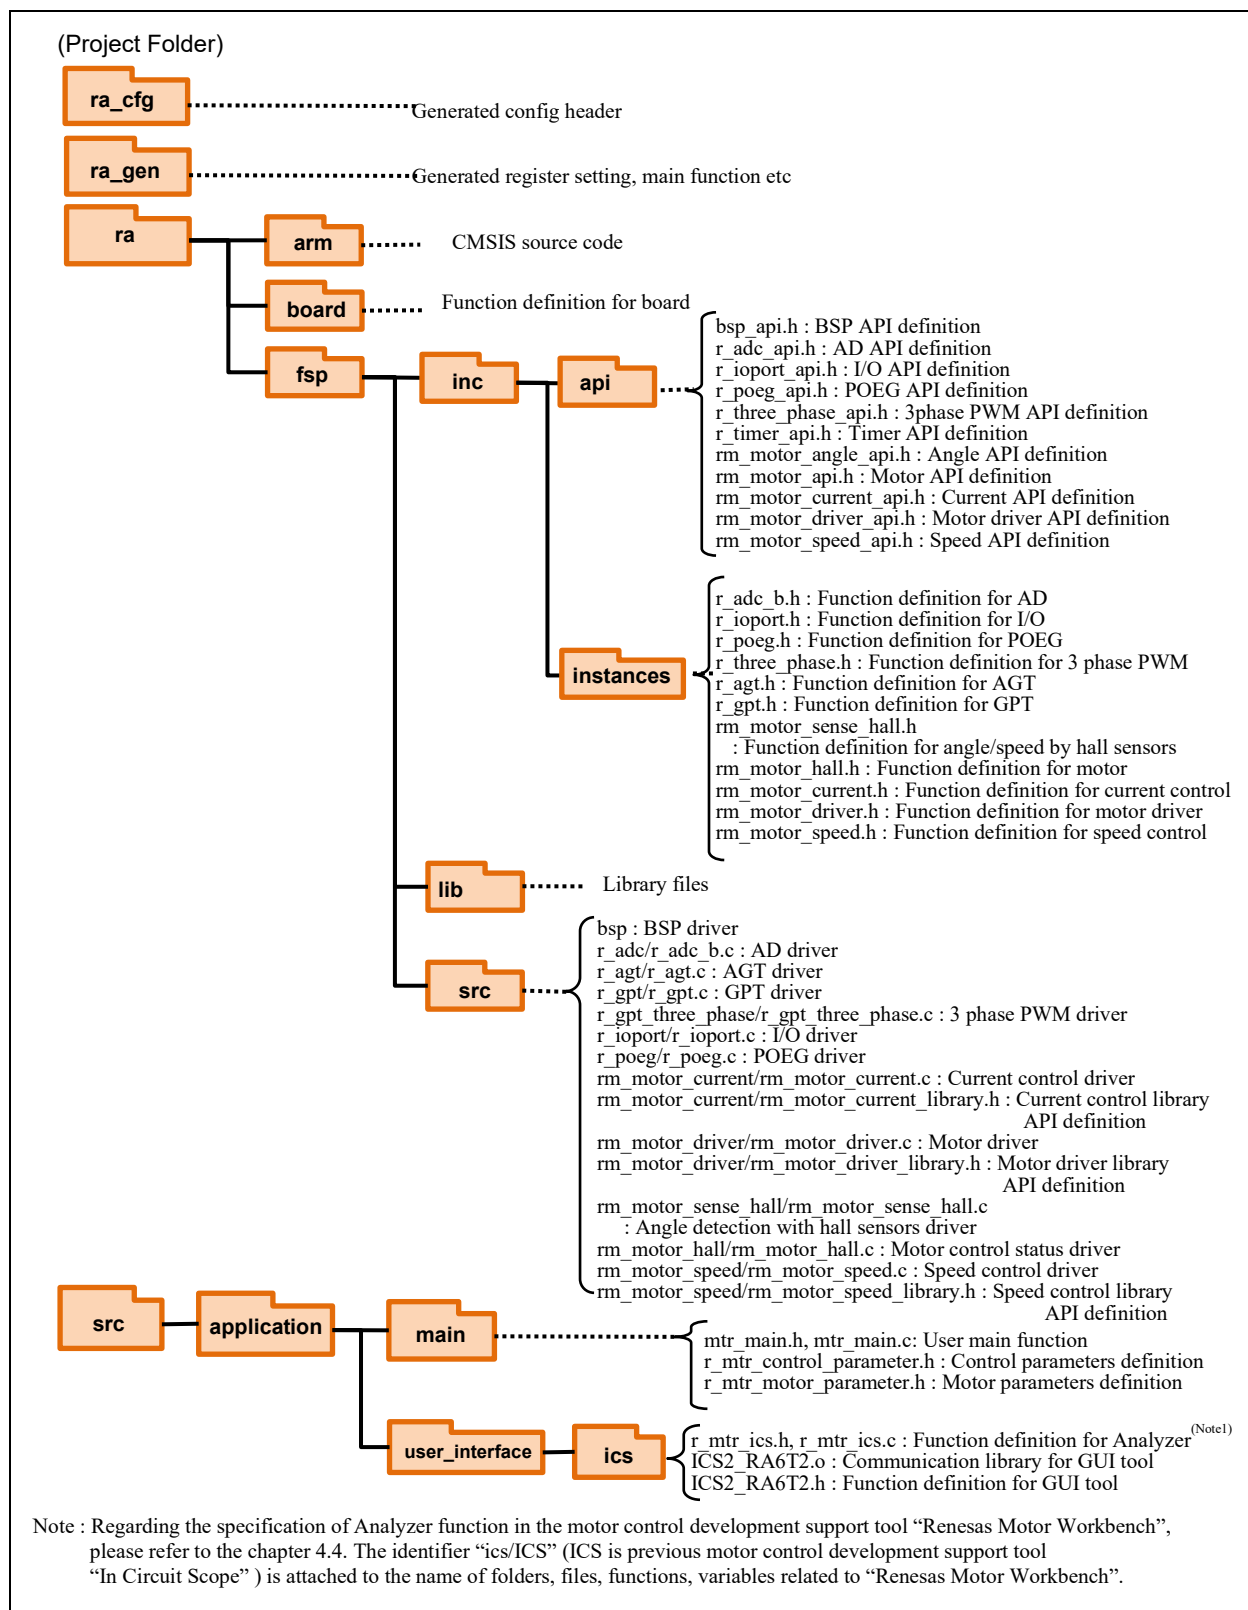 (Project Folder)
ra_cfg
Generated config header
ra_gen
Generated register setting, main function etc
ra
arm
CMSIS source code
board
Function definition for board
fsp
inc
api
bsp_api.h : BSP API definition
r_adc_api.h : AD API definition
r_ioport_api.h : I/O API definition
r_poeg_api.h : POEG API definition
r_three_phase_api.h : 3phase PWM API definition
r_timer_api.h : Timer API definition
rm_motor_angle_api.h : Angle API definition
rm_motor_api.h : Motor API definition
rm_motor_current_api.h : Current API definition
rm_motor_driver_api.h : Motor driver API definition
rm_motor_speed_api.h : Speed API definition
instances
r_adc_b.h : Function definition for AD
r_ioport.h : Function definition for I/O
r_poeg.h : Function definition for POEG
r_three_phase.h : Function definition for 3 phase PWM
r_agt.h : Function definition for AGT
r_gpt.h : Function definition for GPT
rm_motor_sense_hall.h
: Function definition for angle/speed by hall sensors
rm_motor_hall.h : Function definition for motor
rm_motor_current.h : Function definition for current control
rm_motor_driver.h : Function definition for motor driver
rm_motor_speed.h : Function definition for speed control
lib
Library files
src
bsp : BSP driver
r_adc/r_adc_b.c : AD driver
r_agt/r_agt.c : AGT driver
r_gpt/r_gpt.c : GPT driver
r_gpt_three_phase/r_gpt_three_phase.c : 3 phase PWM driver
r_ioport/r_ioport.c : I/O driver
r_poeg/r_poeg.c : POEG driver
rm_motor_current/rm_motor_current.c : Current control driver
rm_motor_current/rm_motor_current_library.h : Current control library
API definition
rm_motor_driver/rm_motor_driver.c : Motor driver
rm_motor_driver/rm_motor_driver_library.h : Motor driver library
API definition
rm_motor_sense_hall/rm_motor_sense_hall.c
: Angle detection with hall sensors driver
rm_motor_hall/rm_motor_hall.c : Motor control status driver
rm_motor_speed/rm_motor_speed.c : Speed control driver
rm_motor_speed/rm_motor_speed_library.h : Speed control library
API definition
src
application
main
mtr_main.h, mtr_main.c: User main function
r_mtr_control_parameter.h : Control parameters definition
r_mtr_motor_parameter.h : Motor parameters definition
user_interface
ics
r_mtr_ics.h, r_mtr_ics.c : Function definition for Analyzer(Note1)
ICS2_RA6T2.o : Communication library for GUI tool
ICS2_RA6T2.h : Function definition for GUI tool
Note : Regarding the specification of Analyzer function in the motor control development support tool “Renesas Motor Workbench”,
please refer to the chapter 4.4. The identifier “ics/ICS” (ICS is previous motor control development support tool
“In Circuit Scope” ) is attached to the name of folders, files, functions, variables related to “Renesas Motor Workbench”.